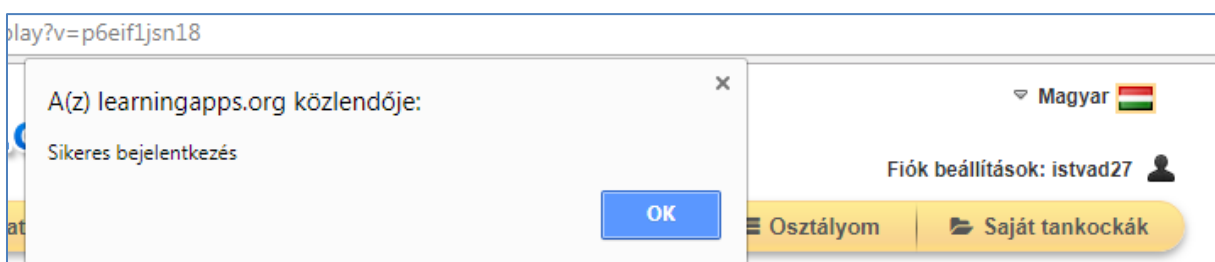 play?v=p6eif1jsn18
A(z) learningapps.org közlendője:
Sikeres bejelentkezés
OK
Magyar
Fiók beállítások: istvad27
Osztályom
Saját tankockák